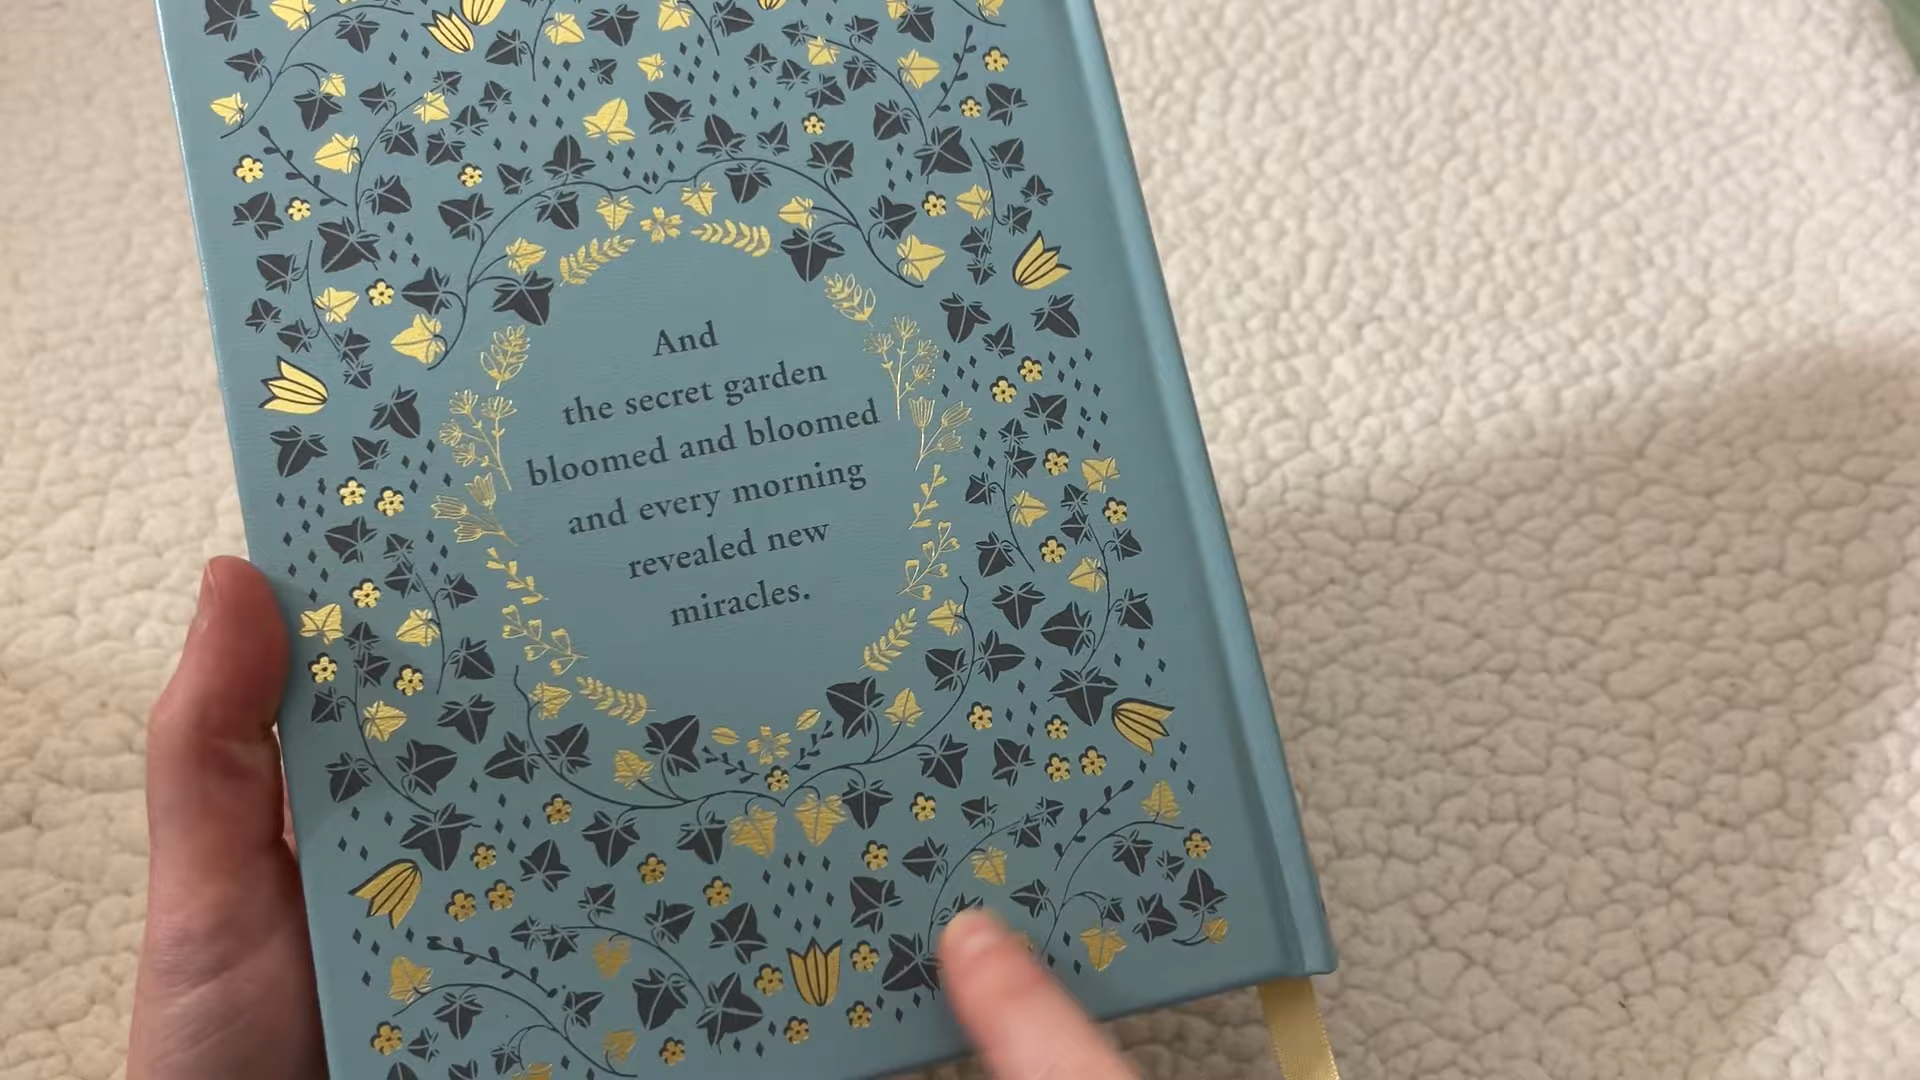 And
the secret garden
bloomed and bloomed
and every morning
revealed new
miracles.